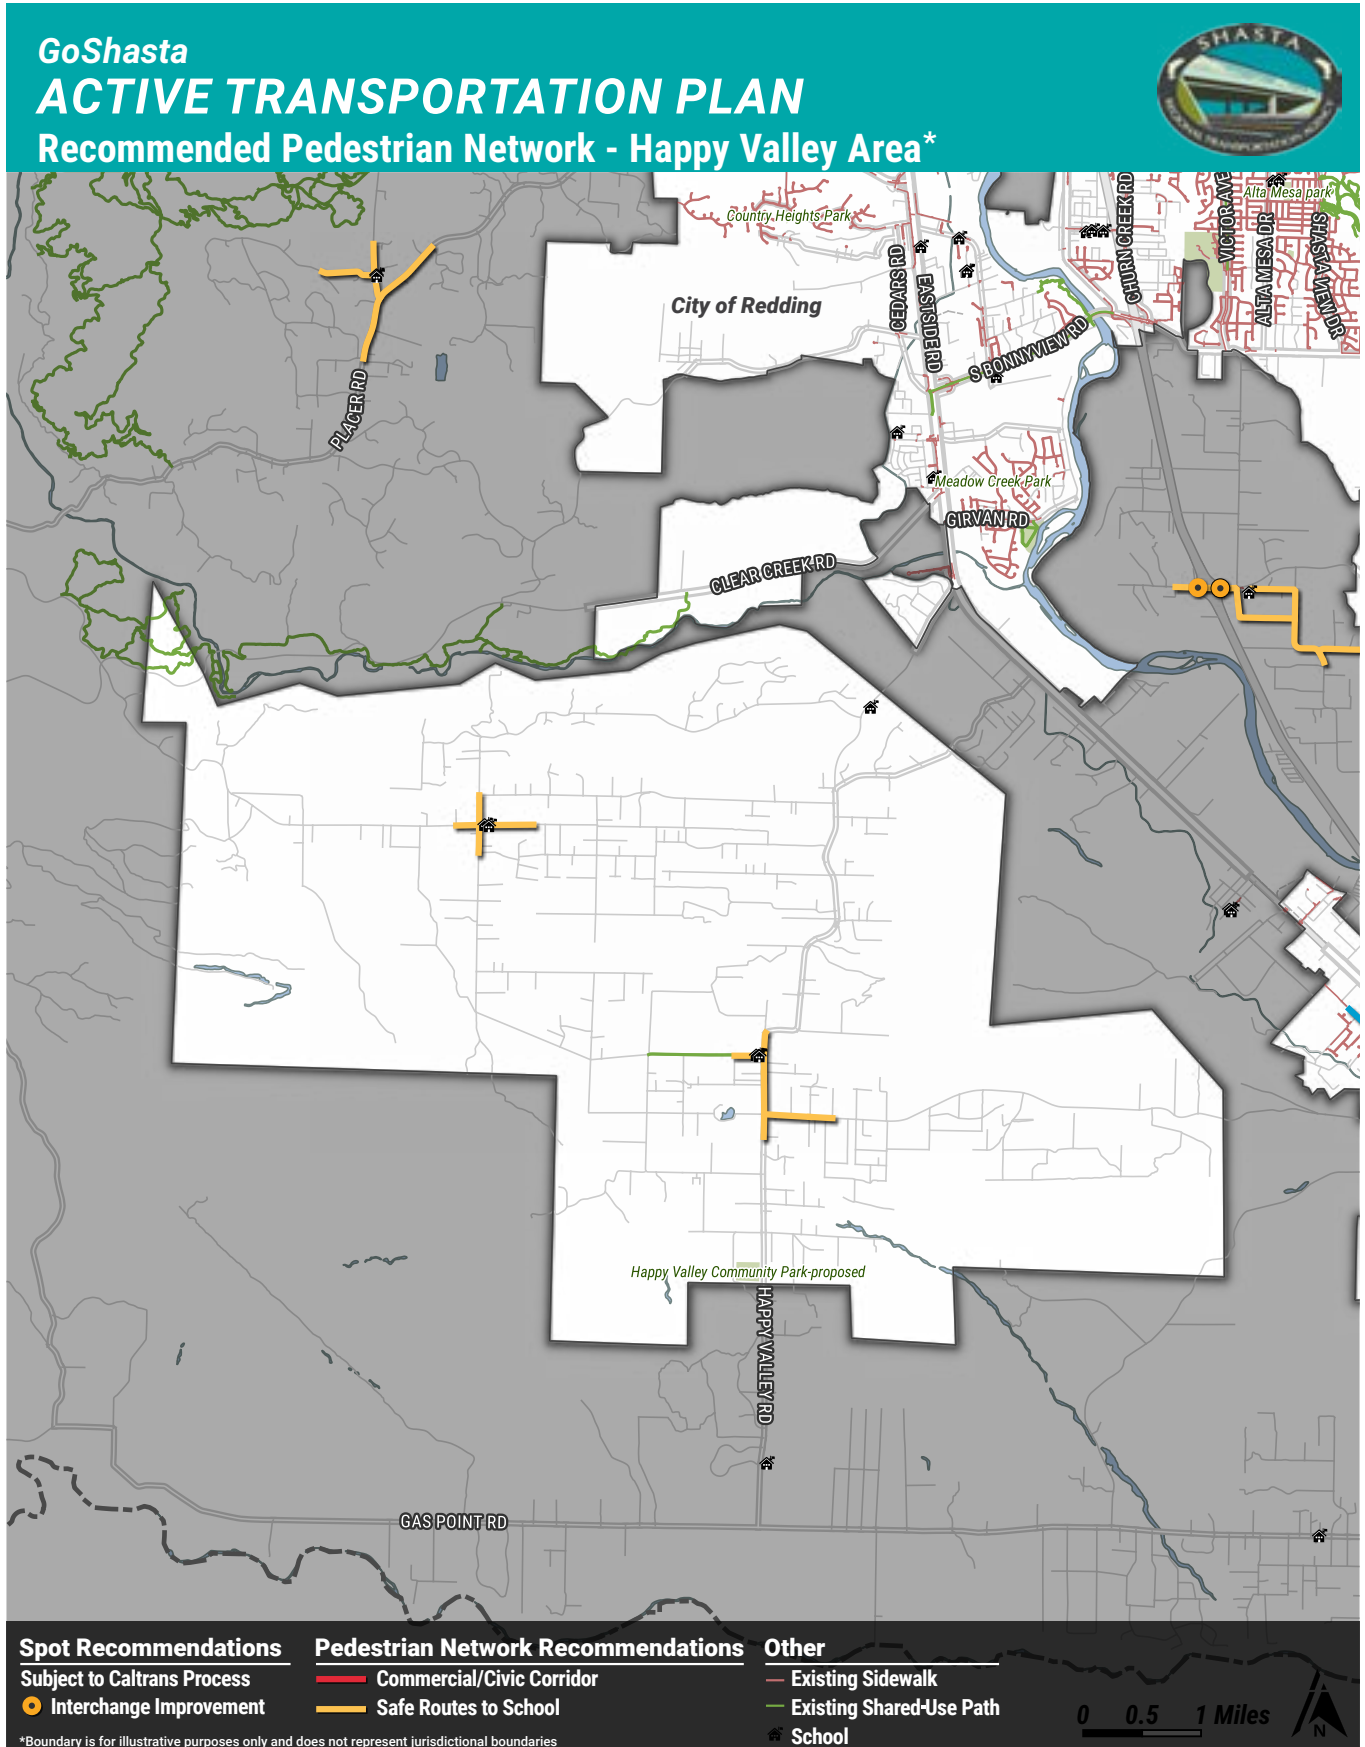 GoShasta
ACTIVE TRANSPORTATION PLAN
Recommended Pedestrian Network - Happy Valley Area*
SHASTA
REGIONAL TRANSPORTATION AGENCY
Country Heights Park
Alta Mesa park
City of Redding
CEDARS RD
EASTSIDE RD
S BONNYVIEW RD
CHURN CREEK RD
VICTOR AVE
ALTA MESA DR
SHASTA VIEW DR
PLACER RD
Meadow Creek Park
GIRVAN RD
CLEAR CREEK RD
Happy Valley Community Park-proposed
HAPPY VALLEY RD
GAS POINT RD
Spot Recommendations
Subject to Caltrans Process
Interchange Improvement
Pedestrian Network Recommendations
Commercial/Civic Corridor
Safe Routes to School
Other
Existing Sidewalk
Existing Shared-Use Path
School
0 0.5 1 Miles
N
*Boundary is for illustrative purposes only and does not represent jurisdictional boundaries